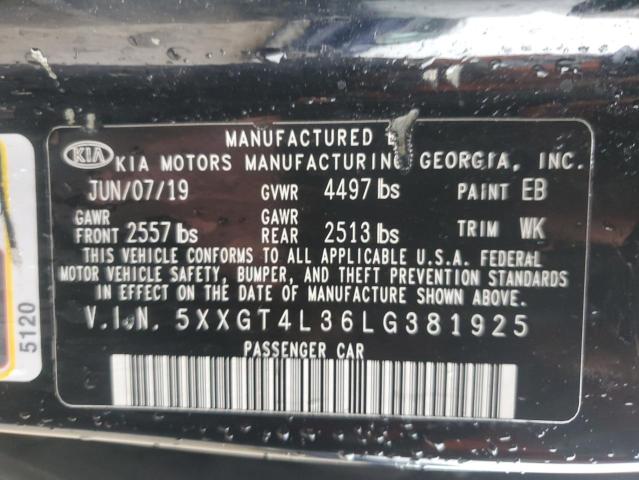 MANUFACTURED
KIA KIA MOTORS MANUFACTURING GEORGIA, INC.
JUN/07/19 GVWR 4497 lbs PAINT EB
GAWR FRONT 2557 lbs GAWR REAR 2513 lbs TRIM WK
THIS VEHICLE CONFORMS TO ALL APPLICABLE U.S.A. FEDERAL
MOTOR VEHICLE SAFETY, BUMPER, AND THEFT PREVENTION STANDARDS
IN EFFECT ON THE DATE OF MANUFACTURE SHOWN ABOVE.
V.I.N. 5XXGT4L36LG381925
PASSENGER CAR
5120